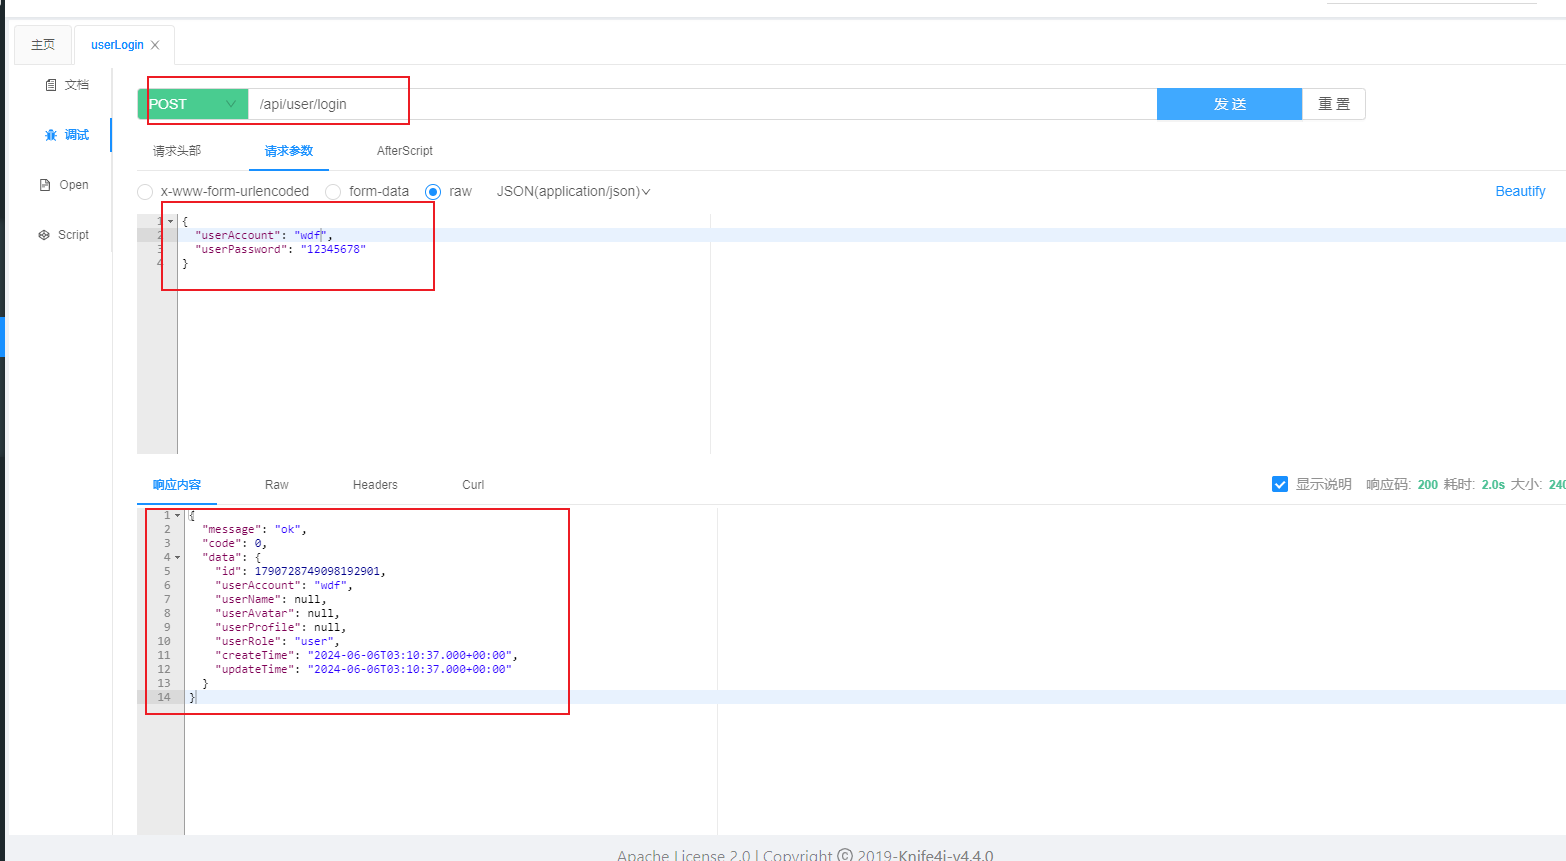 主页
userLogin
文档
调试
Open
Script
POST
/api/user/login
发 送
重 置
请求头部
请求参数
AfterScript
x-www-form-urlencoded
form-data
raw
JSON(application/json)
Beautify
1 {
2 "userAccount": "wdf",
3 "userPassword": "12345678"
4 }
响应内容
Raw
Headers
Curl
显示说明
响应码: 200 耗时: 2.0s 大小: 240
1 {
2 "message": "ok",
3 "code": 0,
4 "data": {
5 "id": 1790728749098192901,
6 "userAccount": "wdf",
7 "userName": null,
8 "userAvatar": null,
9 "userProfile": null,
10 "userRole": "user",
11 "createTime": "2024-06-06T03:10:37.000+00:00",
12 "updateTime": "2024-06-06T03:10:37.000+00:00"
13 }
14 }
Apache License 2.0 | Copyright © 2019-Knife4j-v4.4.0